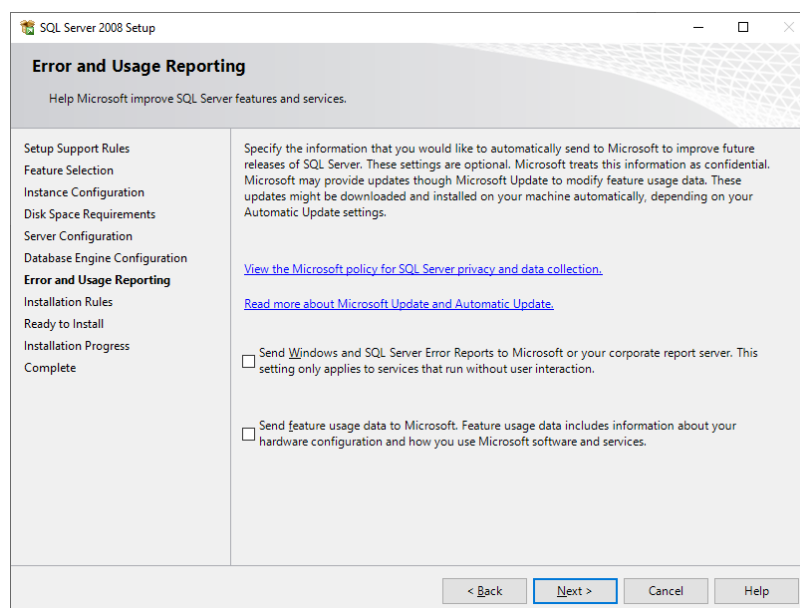 SQL Server 2008 Setup
Error and Usage Reporting
Help Microsoft improve SQL Server features and services.
Setup Support Rules
Feature Selection
Instance Configuration
Disk Space Requirements
Server Configuration
Database Engine Configuration
Error and Usage Reporting
Installation Rules
Ready to Install
Installation Progress
Complete
Specify the information that you would like to automatically send to Microsoft to improve future
releases of SQL Server. These settings are optional. Microsoft treats this information as confidential.
Microsoft may provide updates though Microsoft Update to modify feature usage data. These
updates might be downloaded and installed on your machine automatically, depending on your
Automatic Update settings.
View the Microsoft policy for SQL Server privacy and data collection.
Read more about Microsoft Update and Automatic Update.
Send Windows and SQL Server Error Reports to Microsoft or your corporate report server. This
setting only applies to services that run without user interaction.
Send feature usage data to Microsoft. Feature usage data includes information about your
hardware configuration and how you use Microsoft software and services.
< Back
Next >
Cancel
Help